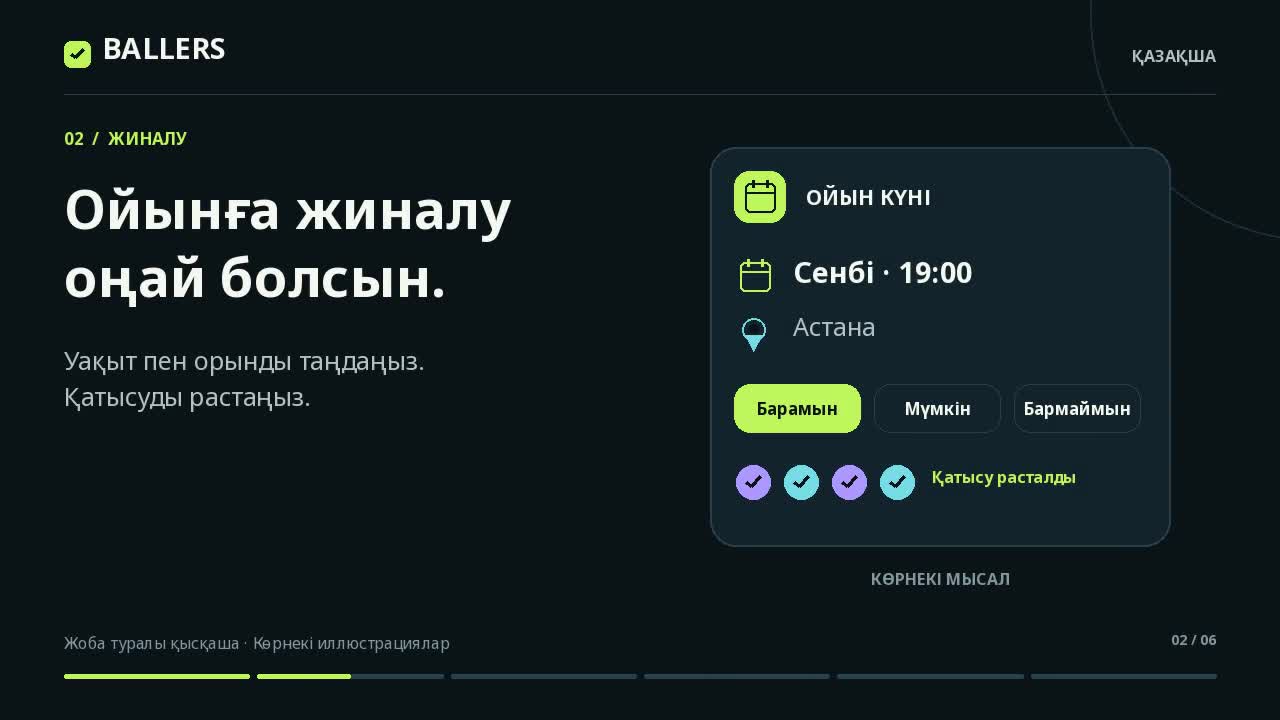 BALLERS
ҚАЗАҚША
02 / ЖИНАЛУ
Ойынға жиналу
оңай болсын.
Уақыт пен орынды таңдаңыз.
Қатысуды растаңыз.
ОЙЫН КҮНІ
Сенбі · 19:00
Астана
Барамын
Мүмкін
Бармаймын
Қатысу расталды
КӨРНЕКІ МЫСАЛ
Жоба туралы қысқаша · Көрнекі иллюстрациялар
02 / 06